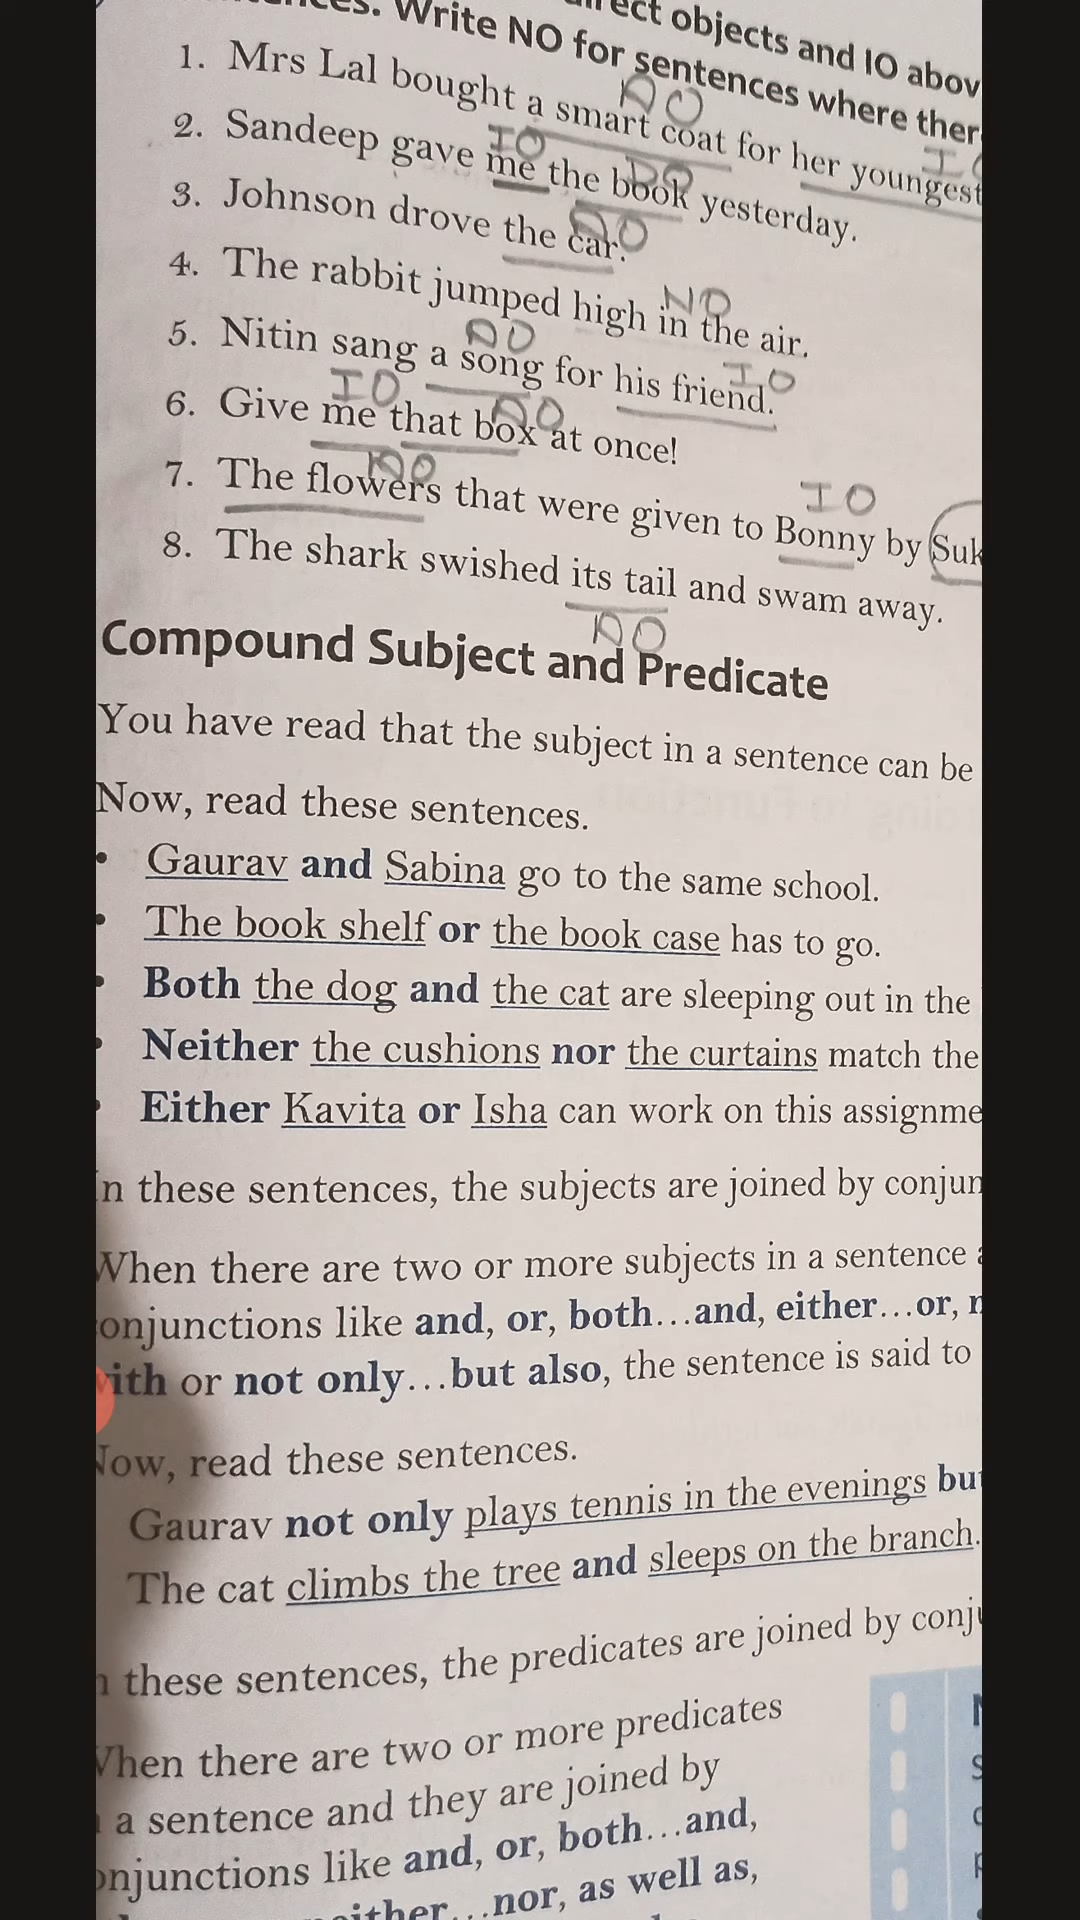 Write NO for sentences where ther
rect objects and IO abov
1. Mrs Lal bought a smart coat for her youngest
DO
2. Sandeep gave me the book yesterday.
IO DO
3. Johnson drove the car.
DO
4. The rabbit jumped high in the air.
NO
5. Nitin sang a song for his friend.
DO IO
6. Give me that box at once!
IO DO
7. The flowers that were given to Bonny by Suk
DO IO
8. The shark swished its tail and swam away.
DO
Compound Subject and Predicate
You have read that the subject in a sentence can be
Now, read these sentences.
• Gaurav and Sabina go to the same school.
• The book shelf or the book case has to go.
• Both the dog and the cat are sleeping out in the
• Neither the cushions nor the curtains match the
• Either Kavita or Isha can work on this assignme
n these sentences, the subjects are joined by conjun
When there are two or more subjects in a sentence
onjunctions like and, or, both...and, either...or, n
with or not only...but also, the sentence is said to
Now, read these sentences.
Gaurav not only plays tennis in the evenings but
The cat climbs the tree and sleeps on the branch.
n these sentences, the predicates are joined by conju
When there are two or more predicates
a sentence and they are joined by
onjunctions like and, or, both...and,
either...nor, as well as,